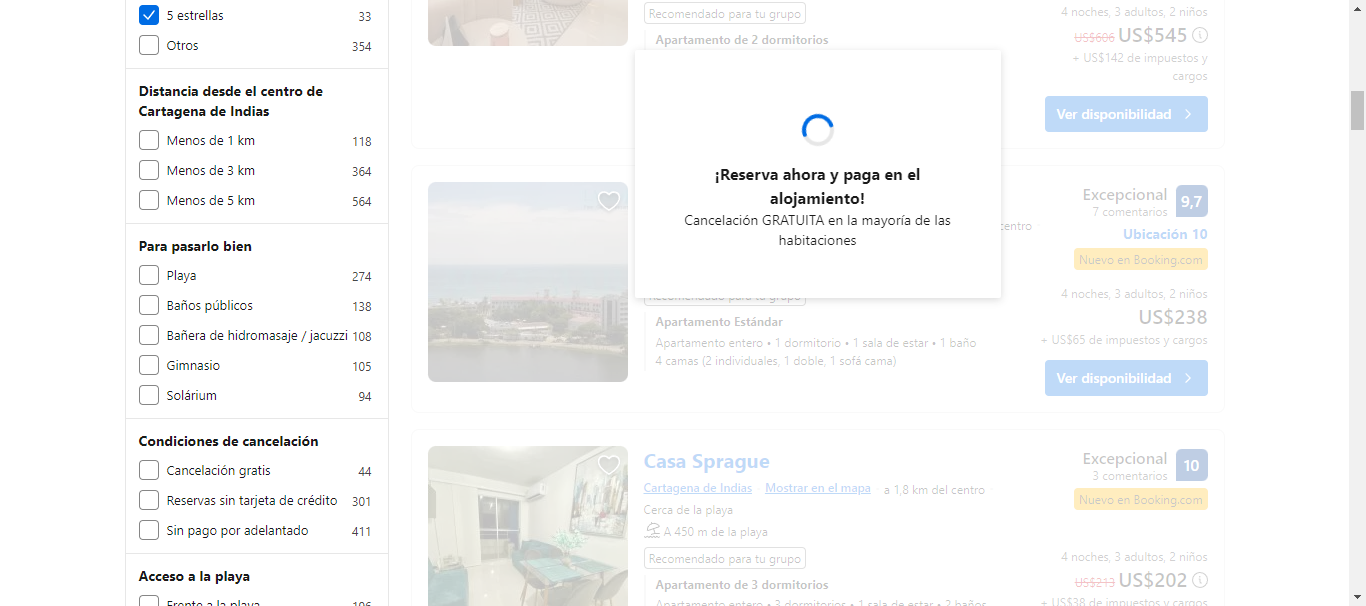 5 estrellas 33
Otros 354
Distancia desde el centro de
Cartagena de Indias
Menos de 1 km 118
Menos de 3 km 364
Menos de 5 km 564
Para pasarlo bien
Playa 274
Baños públicos 138
Bañera de hidromasaje / jacuzzi 108
Gimnasio 105
Solárium 94
Condiciones de cancelación
Cancelación gratis 44
Reservas sin tarjeta de crédito 301
Sin pago por adelantado 411
Acceso a la playa
Frente a la playa 196
Recomendado para tu grupo
Apartamento de 2 dormitorios
4 noches, 3 adultos, 2 niños
US$606 US$545
+ US$142 de impuestos y
cargos
Ver disponibilidad
¡Reserva ahora y paga en el
alojamiento!
Cancelación GRATUITA en la mayoría de las
habitaciones
centro
Excepcional 9,7
7 comentarios
Ubicación 10
Nuevo en Booking.com
Recomendado para tu grupo
Apartamento Estándar
Apartamento entero • 1 dormitorio • 1 sala de estar • 1 baño
4 camas (2 individuales, 1 doble, 1 sofá cama)
4 noches, 3 adultos, 2 niños
US$238
+ US$65 de impuestos y cargos
Ver disponibilidad
Casa Sprague
Cartagena de Indias Mostrar en el mapa a 1,8 km del centro
Cerca de la playa
A 450 m de la playa
Recomendado para tu grupo
Apartamento de 3 dormitorios
Apartamento entero • 3 dormitorios • 1 sala de estar • 2 baños
Excepcional 10
3 comentarios
Nuevo en Booking.com
4 noches, 3 adultos, 2 niños
US$213 US$202
+ US$38 de impuestos y cargos